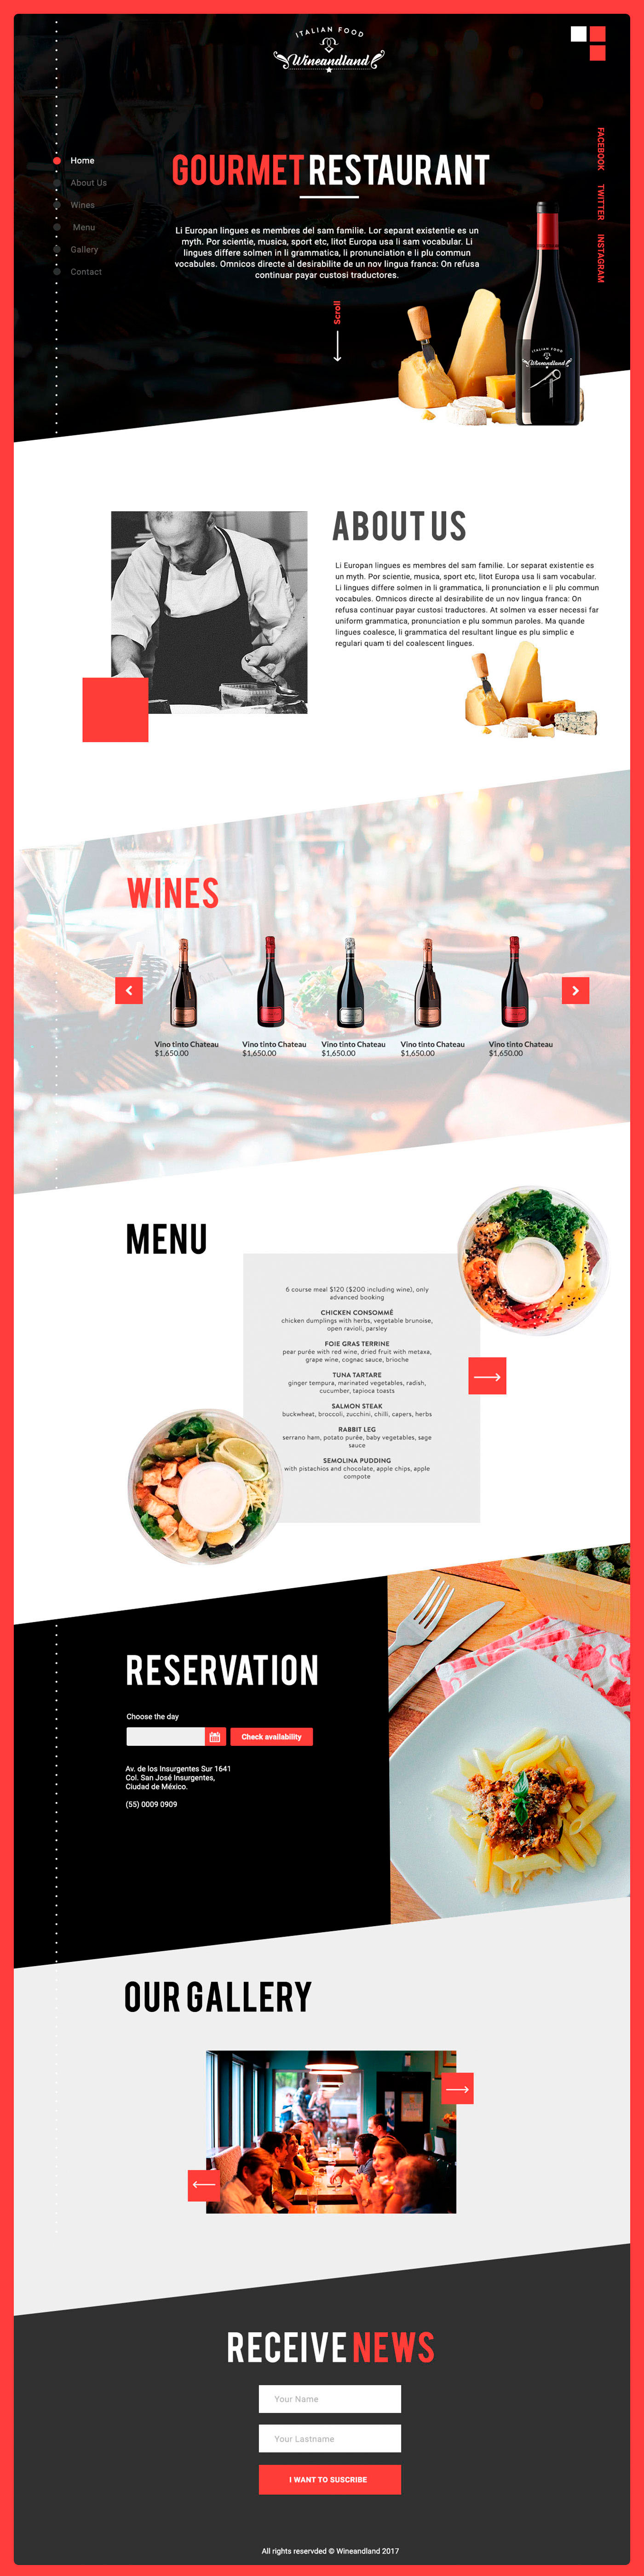 ITALIAN FOOD
Wineandland
FACEBOOK
TWITTER
INSTAGRAM
Home
About Us
Wines
Menu
Gallery
Contact
GOURMET RESTAURANT
Li Europan lingues es membres del sam familie. Lor separat existentie es un
myth. Por scientie, musica, sport etc, litot Europa usa li sam vocabular. Li
lingues differe solmen in li grammatica, li pronunciation e li plu commun
vocabules. Omnicos directe al desirabilite de un nov lingua franca: On refusa
continuar payar custosi traductores.
Scroll
ITALIAN FOOD
Wineandland
ABOUT US
Li Europan lingues es membres del sam familie. Lor separat existentie es
un myth. Por scientie, musica, sport etc, litot Europa usa li sam vocabular.
Li lingues differe solmen in li grammatica, li pronunciation e li plu commun
vocabules. Omnicos directe al desirabilite de un nov lingua franca: On
refusa continuar payar custosi traductores. At solmen va esser necessi far
uniform grammatica, pronunciation e plu sommun paroles. Ma quande
lingues coalesce, li grammatica del resultant lingue es plu simplic e
regulari quam ti del coalescent lingues.
WINES
Vino tinto Chateau
$1,650.00
Vino tinto Chateau
$1,650.00
Vino tinto Chateau
$1,650.00
Vino tinto Chateau
$1,650.00
Vino tinto Chateau
$1,650.00
MENU
6 course meal $120 ($200 including wine), only
advanced booking
CHICKEN CONSOMMÉ
chicken dumplings with herbs, vegetable brunoise,
open ravioli, parsley
FOIE GRAS TERRINE
pear purée with red wine, dried fruit with metaxa,
grape wine, cognac sauce, brioche
TUNA TARTARE
ginger tempura, marinated vegetables, radish,
cucumber, tapioca toasts
SALMON STEAK
buckwheat, broccoli, zucchini, chilli, capers, herbs
RABBIT LEG
serrano ham, potato purée, baby vegetables, sage
sauce
SEMOLINA PUDDING
with pistachios and chocolate, apple chips, apple
compote
RESERVATION
Choose the day
Check availability
Av. de los Insurgentes Sur 1641
Col. San José Insurgentes,
Ciudad de México.
(55) 0009 0909
OUR GALLERY
RECEIVE NEWS
Your Name
Your Lastname
I WANT TO SUSCRIBE
All rights reservded © Wineandland 2017